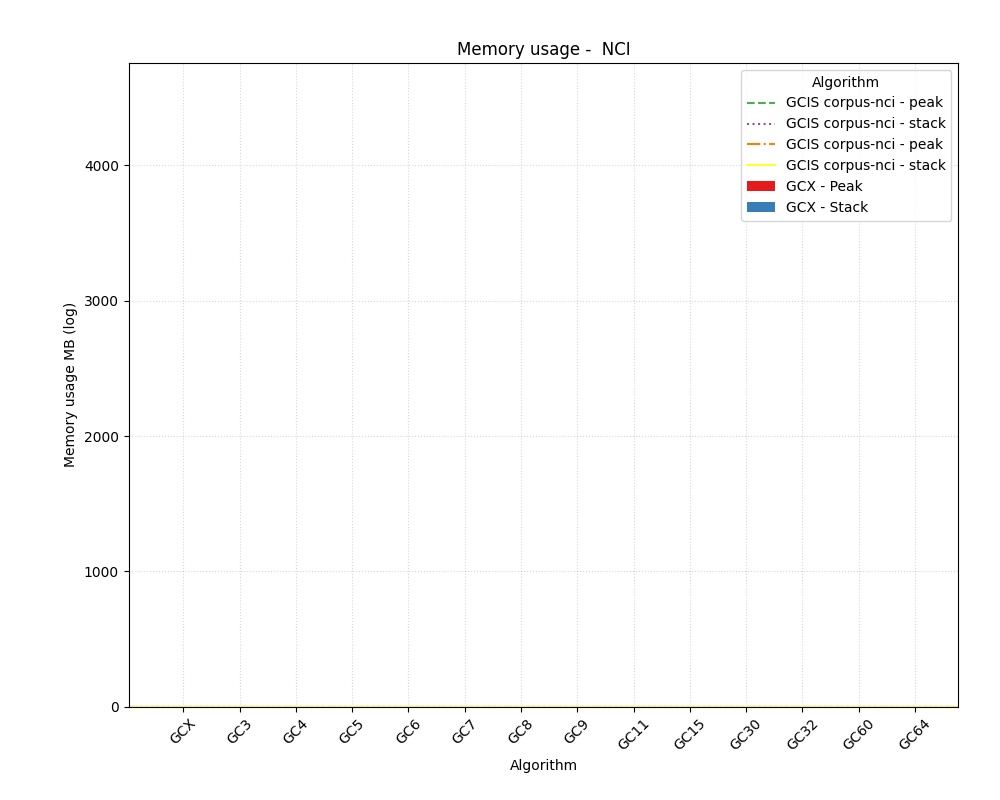 Memory usage -  NCI
Algorithm
GCIS corpus-nci - peak
GCIS corpus-nci - stack
GCIS corpus-nci - peak
GCIS corpus-nci - stack
GCX - Peak
GCX - Stack
Memory usage MB (log)
4000
3000
2000
1000
0
GCX
GC3
GC4
GC5
GC6
GC7
GC8
GC9
GC11
GC15
GC30
GC32
GC60
GC64
Algorithm